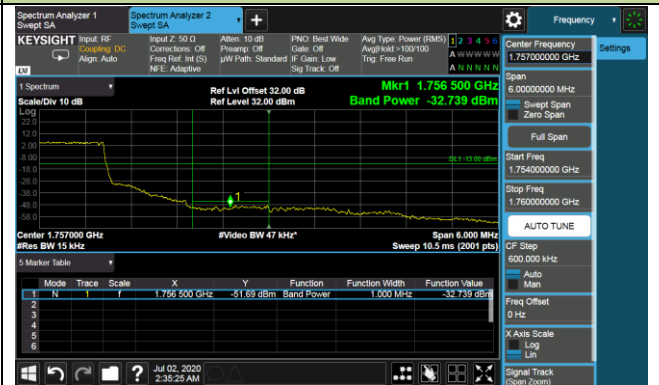 Spectrum Analyzer 1
Swept SA
Spectrum Analyzer 2
Swept SA
+
Frequency
KEYSIGHT
Input: RF
Coupling: DC
Align: Auto
Input Z: 50 Ω
Corrections: Off
Freq Ref: Int (S)
NFE: Adaptive
Atten: 10 dB
Preamp: Off
µW Path: Standard
PNO: Best Wide
Gate: Off
IF Gain: Low
Sig Track: Off
Avg Type: Power (RMS)
Avg|Hold:>100/100
Trig: Free Run
1 2 3 4 5 6
A W W W W W
A N N N N N
LXI
1 Spectrum
Scale/Div 10 dB
Ref Lvl Offset 32.00 dB
Ref Level 32.00 dBm
Mkr1 1.756 500 GHz
Band Power -32.739 dBm
Log
22.0
12.0
2.00
-8.00
-18.0
-28.0
-38.0
-48.0
-58.0
DL1 -13.00 dBm
1
Center 1.757000 GHz
#Res BW 15 kHz
#Video BW 47 kHz*
Span 6.000 MHz
Sweep 10.5 ms (2001 pts)
5 Marker Table
Mode Trace Scale X Y Function Function Width Function Value
1 N 1 f 1.756 500 GHz -51.69 dBm Band Power 1.000 MHz -32.739 dBm
2
3
4
5
6
?
Jul 02, 2020
2:35:25 AM
Center Frequency
1.757000000 GHz
Settings
Span
6.00000000 MHz
Swept Span
Zero Span
Full Span
Start Freq
1.754000000 GHz
Stop Freq
1.760000000 GHz
AUTO TUNE
CF Step
600.000 kHz
Auto
Man
Freq Offset
0 Hz
X Axis Scale
Log
Lin
Signal Track
(Span Zoom)